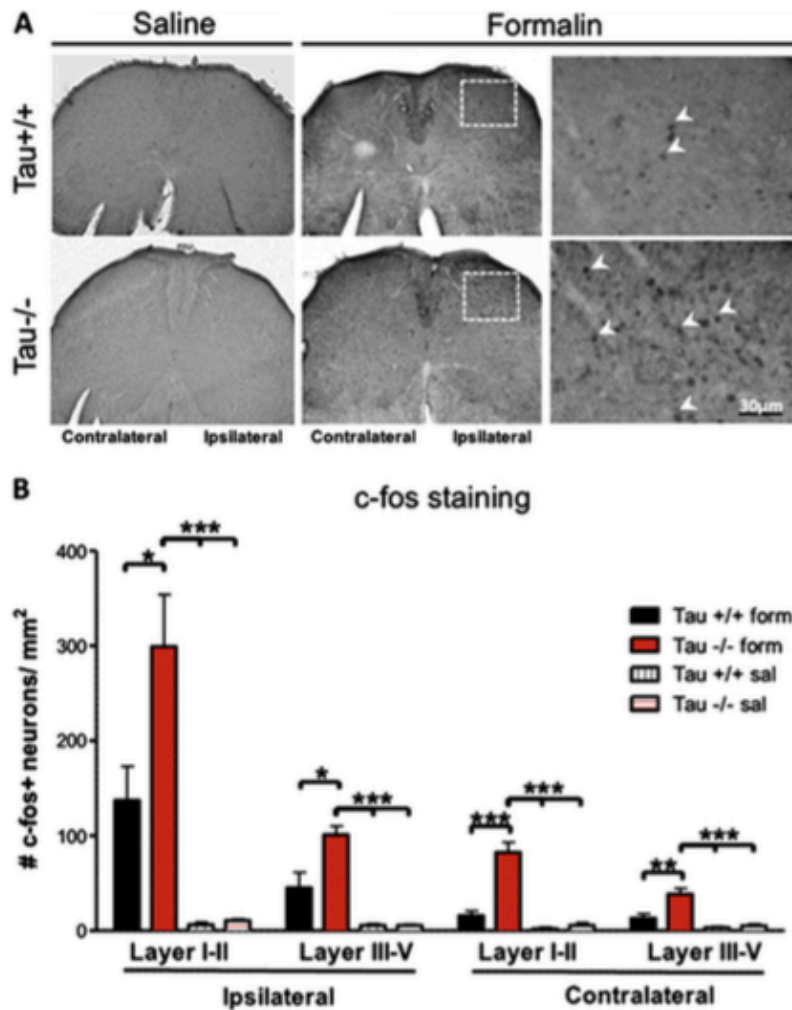 A
Saline
Formalin
Tau+/+
Tau-/-
Contralateral
Ipsilateral
Contralateral
Ipsilateral
30µm
B
c-fos staining
# c-fos+ neurons/ mm²
400
300
200
100
0
*
***
*
***
***
***
**
***
Tau +/+ form
Tau -/- form
Tau +/+ sal
Tau -/- sal
Layer I-II
Layer III-V
Layer I-II
Layer III-V
Ipsilateral
Contralateral